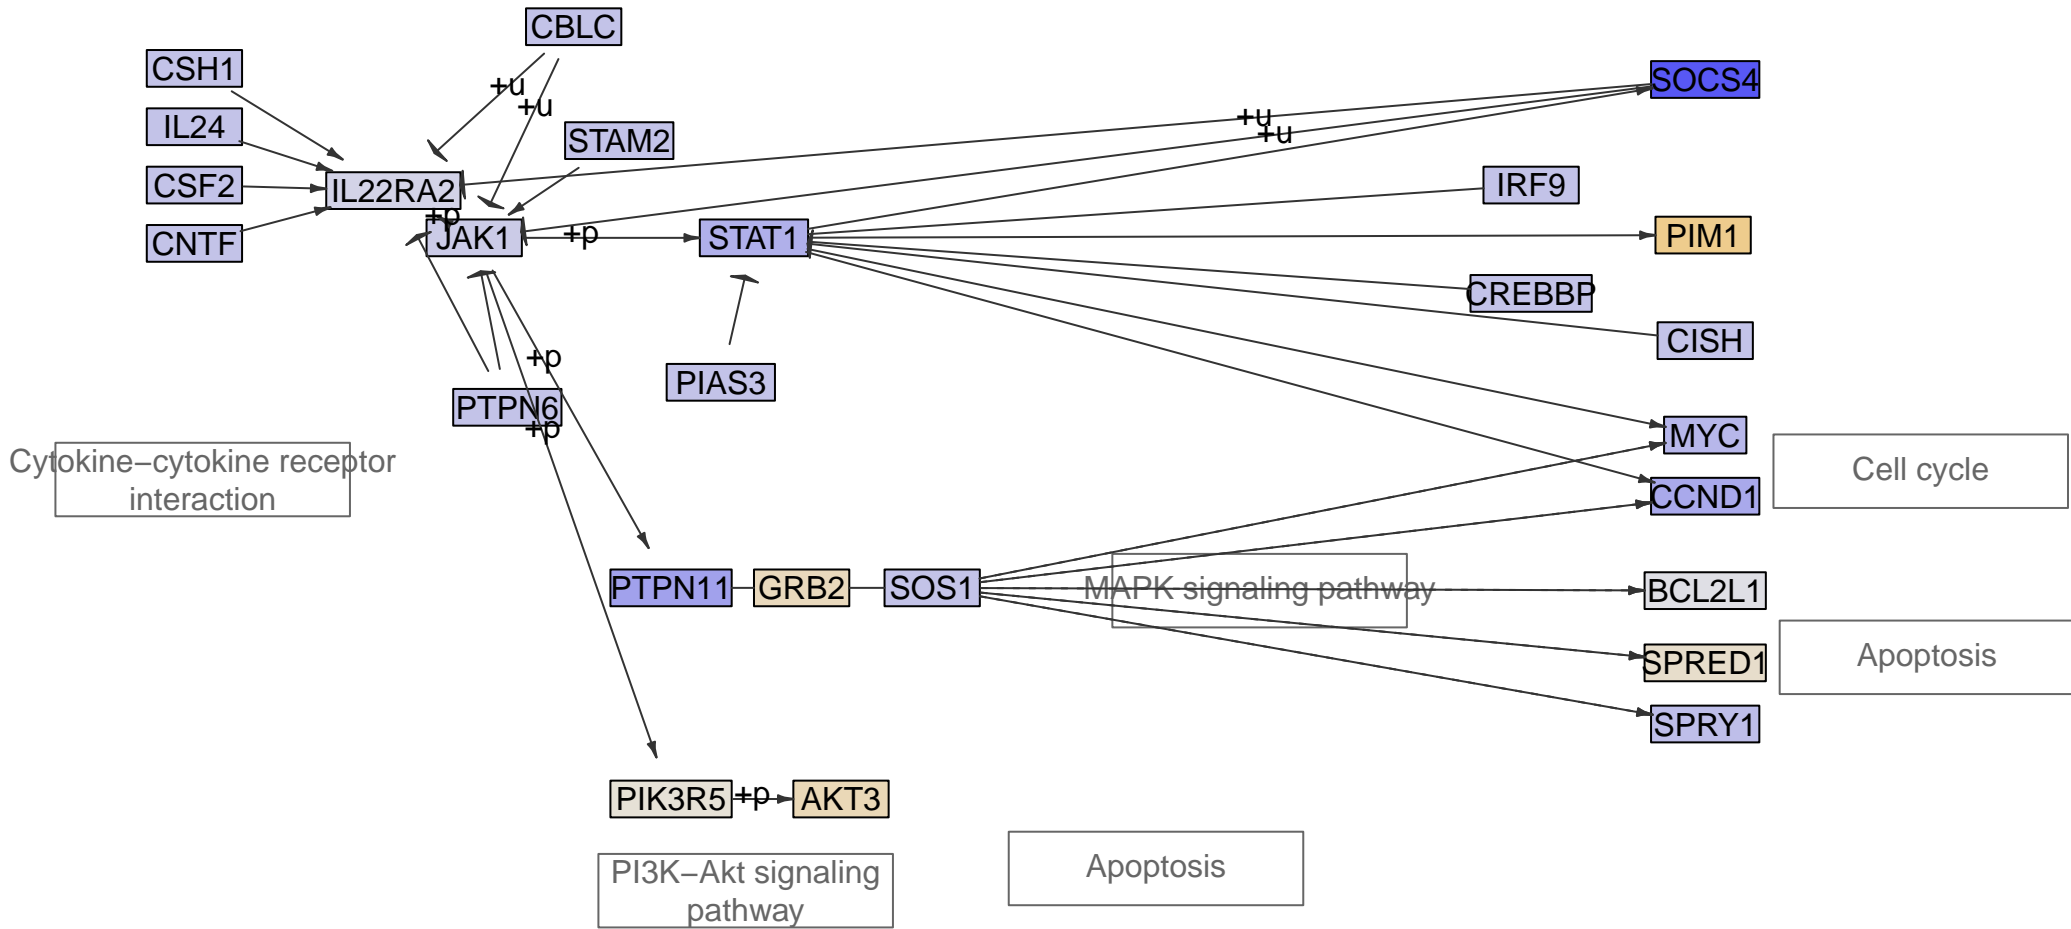 CBLC
CSH1
+u
+u
SOCS4
IL24
STAM2
+u
+u
CSF2
IL22RA2
IRF9
+p
CNTF
JAK1
+p
STAT1
PIM1
CREBBP
CISH
+p
PIAS3
PTPN6
+p
MYC
Cytokine−cytokine receptor
interaction
Cell cycle
CCND1
PTPN11
GRB2
SOS1
MAPK signaling pathway
BCL2L1
SPRED1
Apoptosis
SPRY1
PIK3R5
+p
AKT3
PI3K−Akt signaling
pathway
Apoptosis